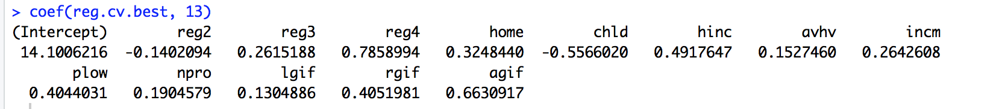 > coef(reg.cv.best, 13)
(Intercept) reg2 reg3 reg4 home chld hinc avhv incm
14.1006216 -0.1402094 0.2615188 0.7858994 0.3248440 -0.5566020 0.4917647 0.1527460 0.2642608
plow npro lgif rgif agif
0.4044031 0.1904579 0.1304886 0.4051981 0.6630917